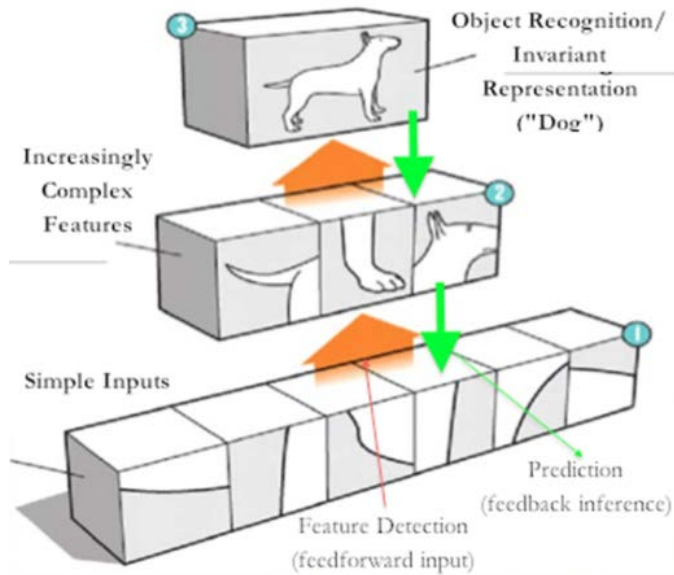 3
Object Recognition/
Invariant
Representation
("Dog")
Increasingly
Complex
Features
2
1
Simple Inputs
Prediction
(feedback inference)
Feature Detection
(feedforward input)